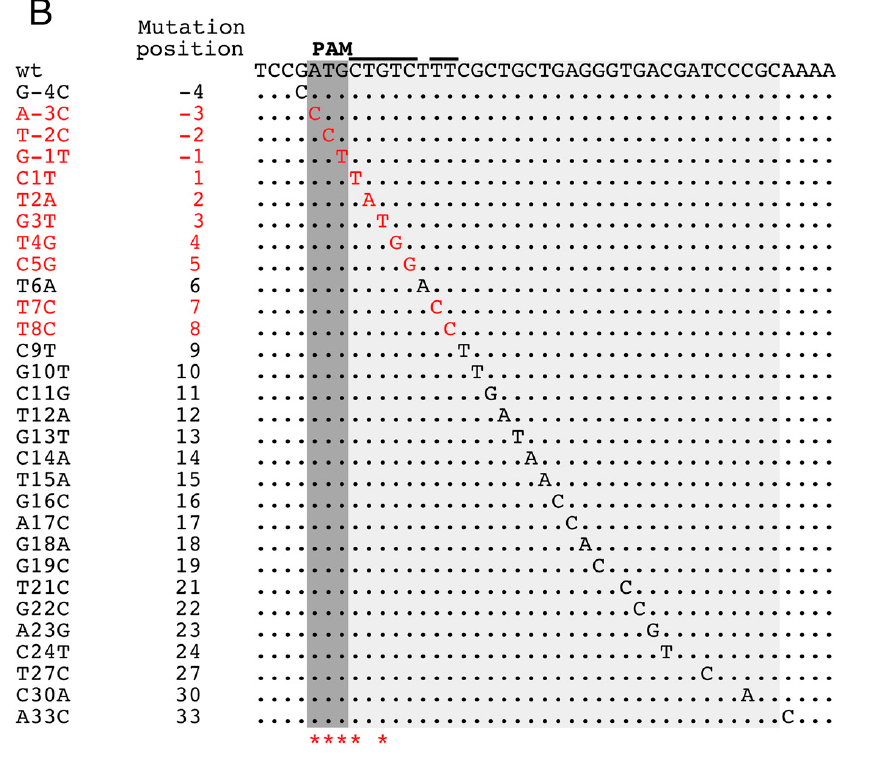 B
Mutation
position PAM
wt TCCGATGCTGTCTTTCGCTGCTGAGGGTGACGATCCCGCAAAA
G-4C -4 ...C.......................................
A-3C -3 ....C......................................
T-2C -2 .....C.....................................
G-1T -1 ......T....................................
C1T 1 .......T...................................
T2A 2 ........A..................................
G3T 3 .........T.................................
T4G 4 ..........G................................
C5G 5 ...........G...............................
T6A 6 ............A..............................
T7C 7 .............C.............................
T8C 8 ..............C............................
C9T 9 ...............T...........................
G10T 10 ................T..........................
C11G 11 .................G.........................
T12A 12 ..................A........................
G13T 13 ...................T.......................
C14A 14 ....................A......................
T15A 15 .....................A.....................
G16C 16 ......................C....................
A17C 17 .......................C...................
G18A 18 ........................A..................
G19C 19 .........................C.................
T21C 21 ...........................C...............
G22C 22 ............................C..............
A23G 23 .............................G.............
C24T 24 ..............................T............
T27C 27 .................................C.........
C30A 30 ....................................A......
A33C 33 .......................................C...
**** *